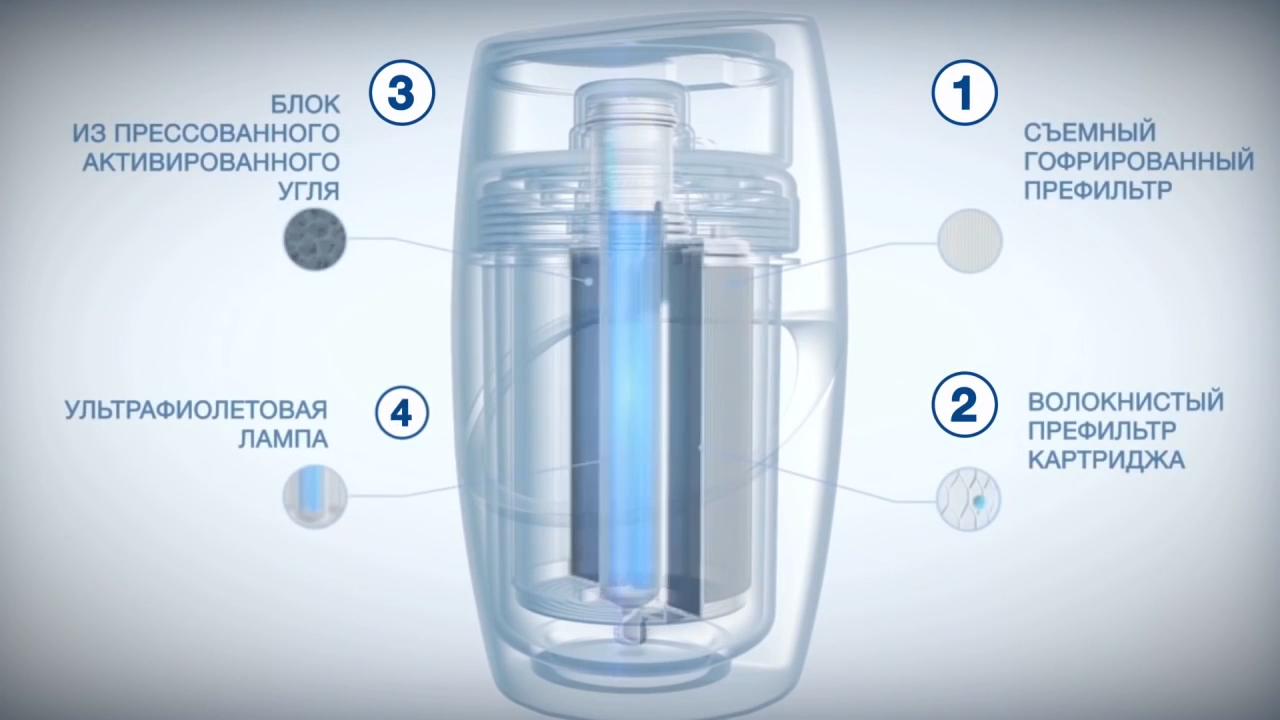 3
БЛОК
ИЗ ПРЕССОВАННОГО
АКТИВИРОВАННОГО
УГЛЯ
1
СЪЕМНЫЙ
ГОФРИРОВАННЫЙ
ПРЕФИЛЬТР
УЛЬТРАФИОЛЕТОВАЯ
ЛАМПА
4
2
ВОЛОКНИСТЫЙ
ПРЕФИЛЬТР
КАРТРИДЖА